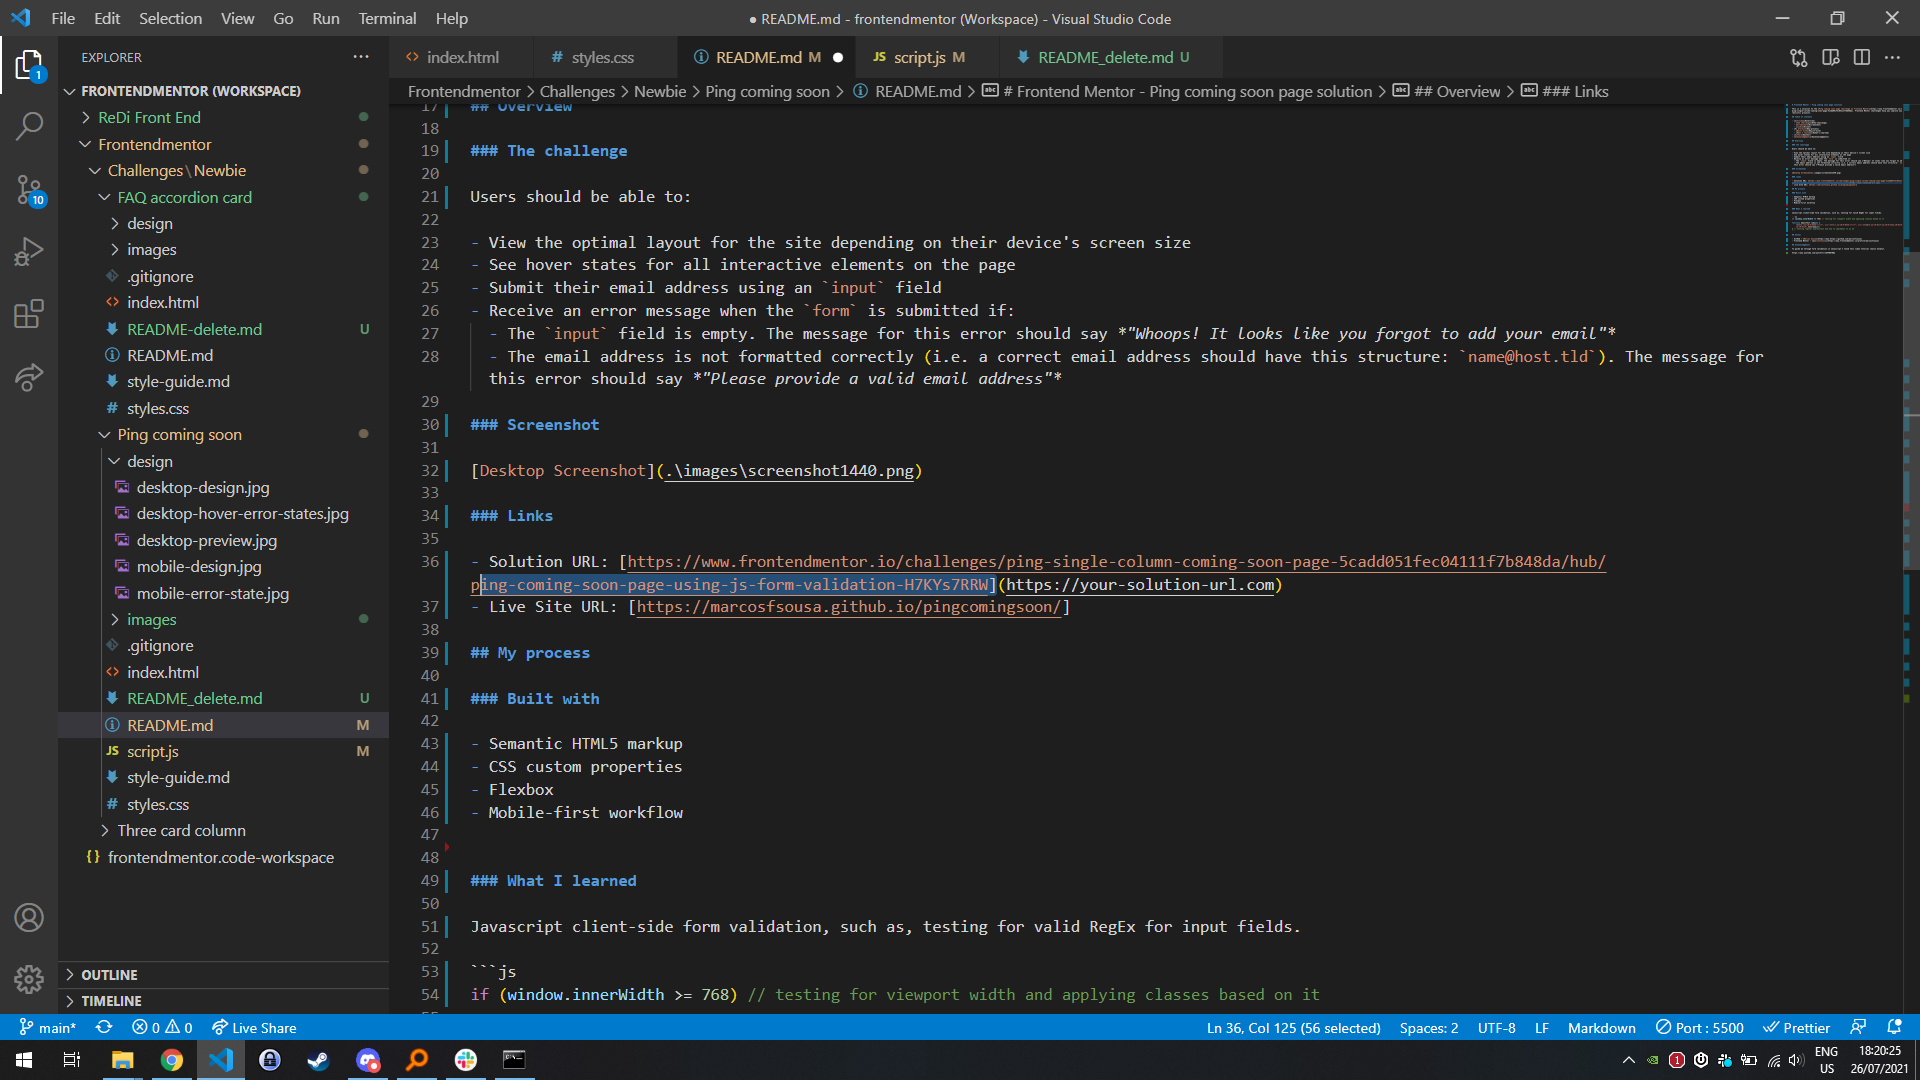 File Edit Selection View Go Run Terminal Help
● README.md - frontendmentor (Workspace) - Visual Studio Code
EXPLORER
index.html
styles.css
README.md M
script.js M
README_delete.md U
Frontendmentor > Challenges > Newbie > Ping coming soon > README.md > # Frontend Mentor - Ping coming soon page solution > ## Overview > ### Links
1
10
FRONTENDMENTOR (WORKSPACE)
ReDi Front End
Frontendmentor
Challenges\Newbie
FAQ accordion card
design
images
.gitignore
index.html
README-delete.md U
README.md
style-guide.md
styles.css
Ping coming soon
design
desktop-design.jpg
desktop-hover-error-states.jpg
desktop-preview.jpg
mobile-design.jpg
mobile-error-state.jpg
images
.gitignore
index.html
README_delete.md U
README.md M
script.js M
style-guide.md
styles.css
Three card column
frontendmentor.code-workspace
OUTLINE
TIMELINE
17 ## Overview
18
19 ### The challenge
20
21 Users should be able to:
22
23 - View the optimal layout for the site depending on their device's screen size
24 - See hover states for all interactive elements on the page
25 - Submit their email address using an `input` field
26 - Receive an error message when the `form` is submitted if:
27 - The `input` field is empty. The message for this error should say *"Whoops! It looks like you forgot to add your email"*
28 - The email address is not formatted correctly (i.e. a correct email address should have this structure: `name@host.tld`). The message for
this error should say *"Please provide a valid email address"*
29
30 ### Screenshot
31
32 [Desktop Screenshot](.\images\screenshot1440.png)
33
34 ### Links
35
36 - Solution URL: [https://www.frontendmentor.io/challenges/ping-single-column-coming-soon-page-5cadd051fec04111f7b848da/hub/
ping-coming-soon-page-using-js-form-validation-H7KYs7RRW](https://your-solution-url.com)
37 - Live Site URL: [https://marcosfsousa.github.io/pingcomingsoon/]
38
39 ## My process
40
41 ### Built with
42
43 - Semantic HTML5 markup
44 - CSS custom properties
45 - Flexbox
46 - Mobile-first workflow
47
48
49 ### What I learned
50
51 Javascript client-side form validation, such as, testing for valid RegEx for input fields.
52
53 ```js
54 if (window.innerWidth >= 768) // testing for viewport width and applying classes based on it
main* 0 0 Live Share
Ln 36, Col 125 (56 selected) Spaces: 2 UTF-8 LF Markdown Port : 5500 Prettier
1
ENG
US
18:20:25
26/07/2021